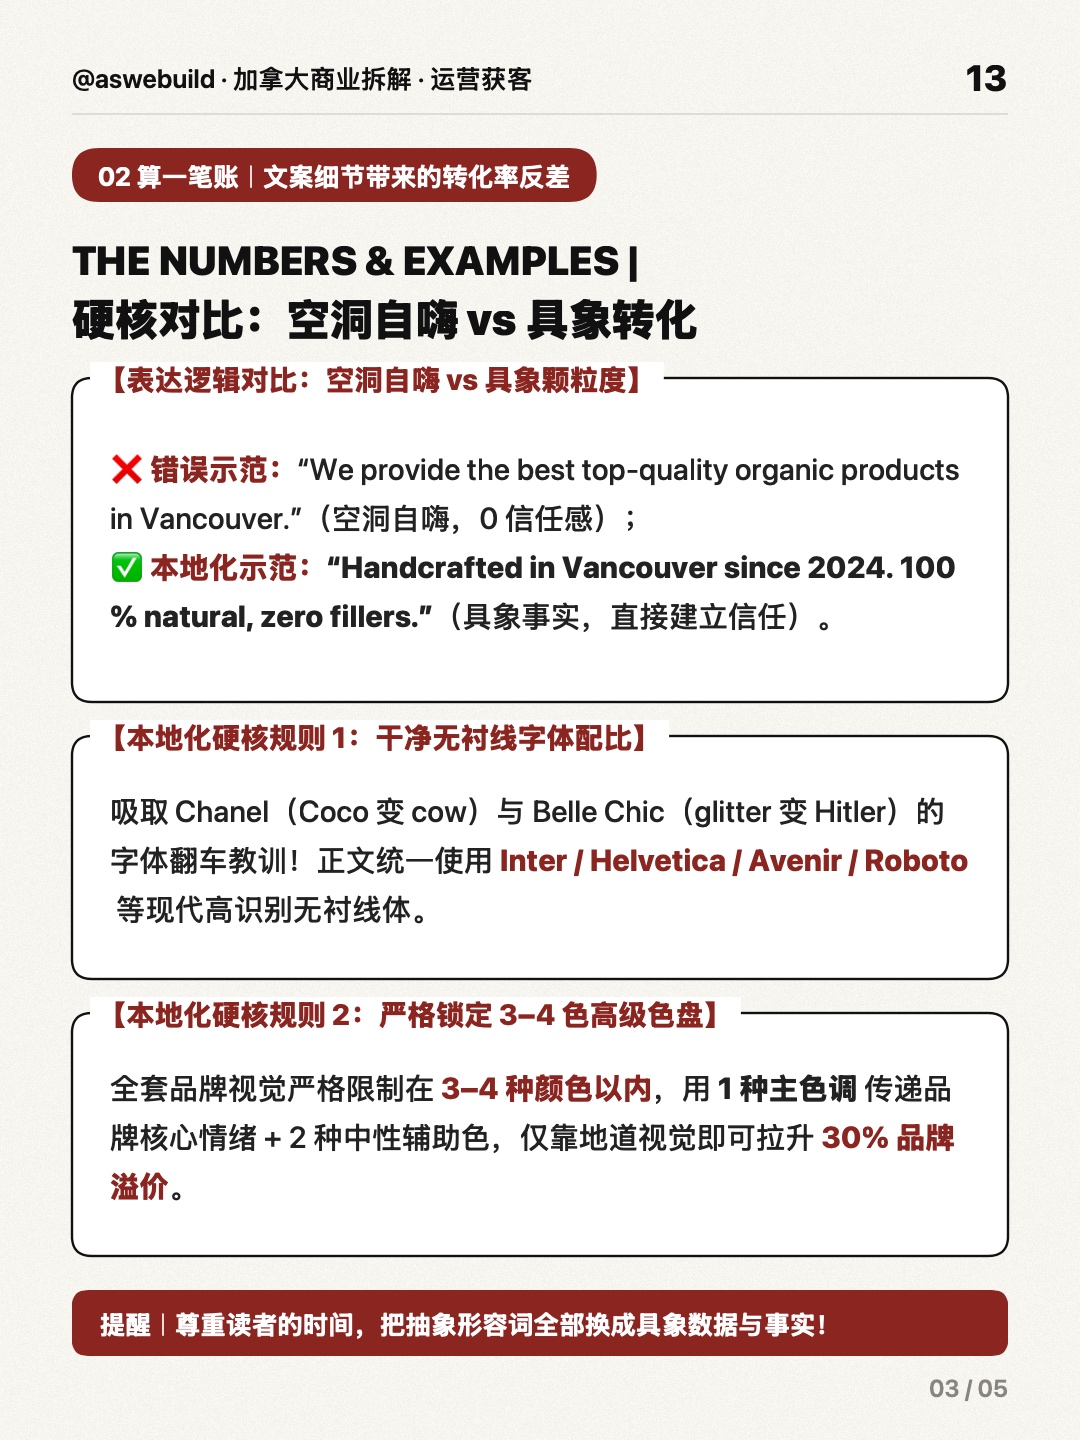 @aswebuild · 加拿大商业拆解 · 运营获客
13
02 算一笔账｜文案细节带来的转化率反差
THE NUMBERS & EXAMPLES |
硬核对比：空洞自嗨 vs 具象转化
【表达逻辑对比：空洞自嗨 vs 具象颗粒度】
❌ 错误示范：“We provide the best top-quality organic products
in Vancouver.”（空洞自嗨，0 信任感）；
✅ 本地化示范：“Handcrafted in Vancouver since 2024. 100
% natural, zero fillers.”（具象事实，直接建立信任）。
【本地化硬核规则 1：干净无衬线字体配比】
吸取 Chanel（Coco 变 cow）与 Belle Chic（glitter 变 Hitler）的
字体翻车教训！正文统一使用 Inter / Helvetica / Avenir / Roboto
等现代高识别无衬线体。
【本地化硬核规则 2：严格锁定 3–4 色高级色盘】
全套品牌视觉严格限制在 3–4 种颜色以内，用 1 种主色调 传递品
牌核心情绪 + 2 种中性辅助色，仅靠地道视觉即可拉升 30% 品牌
溢价。
提醒｜尊重读者的时间，把抽象形容词全部换成具象数据与事实！
03 / 05